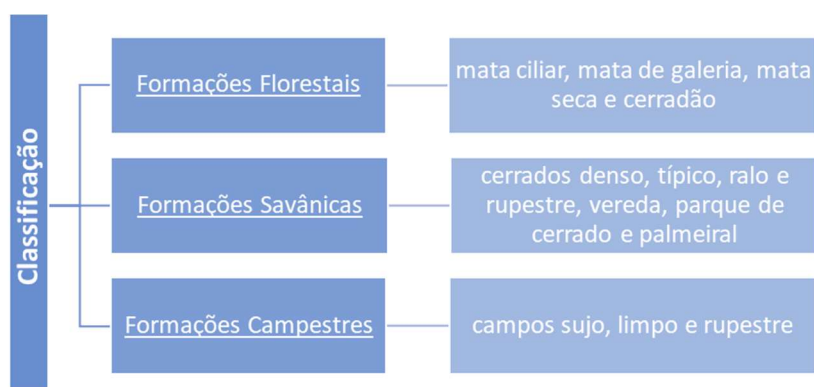 Classificação
Formações Florestais
mata ciliar, mata de galeria, mata
seca e cerradão
Formações Savânicas
cerrados denso, típico, ralo e
rupestre, vereda, parque de
cerrado e palmeiral
Formações Campestres
campos sujo, limpo e rupestre